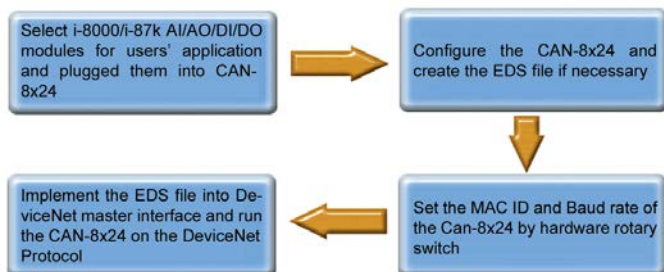 Select i-8000/i-87k AI/AO/DI/DO
modules for users' application
and plugged them into CAN-
8x24
Configure the CAN-8x24 and
create the EDS file if necessary
Set the MAC ID and Baud rate of
the Can-8x24 by hardware rotary
switch
Implement the EDS file into De-
viceNet master interface and run
the CAN-8x24 on the DeviceNet
Protocol